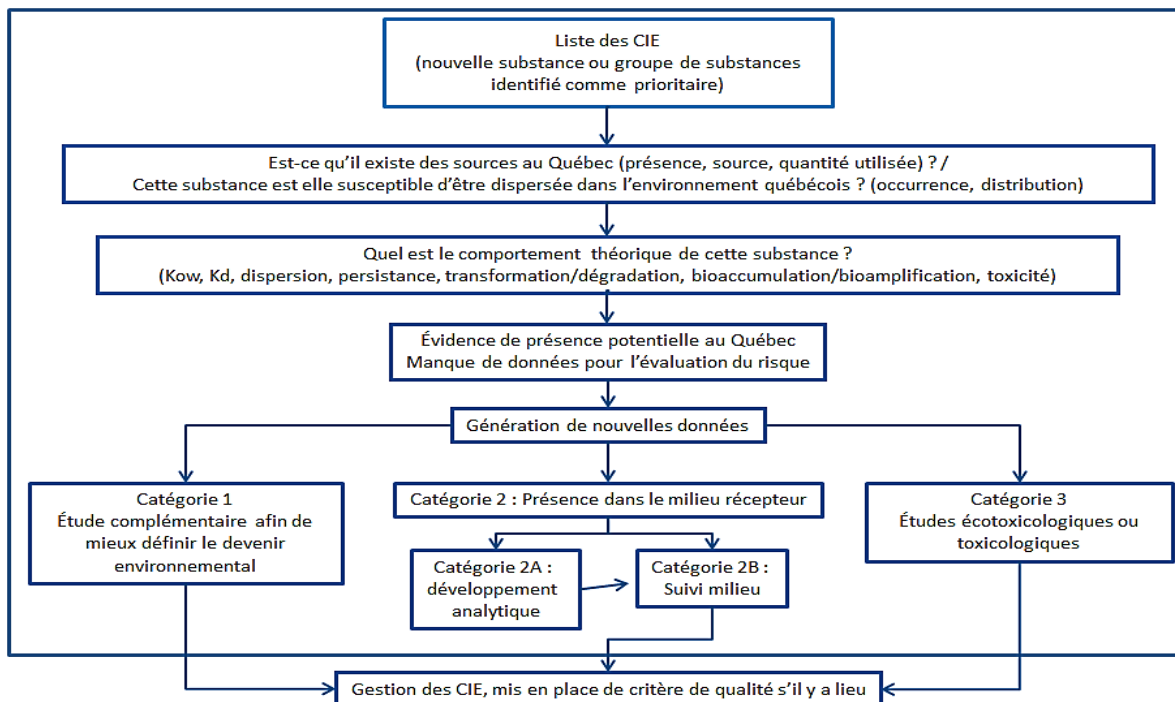 Liste des CIE
(nouvelle substance ou groupe de substances
identifié comme prioritaire)
Est-ce qu'il existe des sources au Québec (présence, source, quantité utilisée) ? /
Cette substance est elle susceptible d'être dispersée dans l'environnement québécois ? (occurrence, distribution)
Quel est le comportement théorique de cette substance ?
(Kow, Kd, dispersion, persistance, transformation/dégradation, bioaccumulation/bioamplification, toxicité)
Évidence de présence potentielle au Québec
Manque de données pour l'évaluation du risque
Génération de nouvelles données
Catégorie 1
Étude complémentaire afin de
mieux définir le devenir
environnemental
Catégorie 2 : Présence dans le milieu récepteur
Catégorie 2A :
développement
analytique
Catégorie 2B :
Suivi milieu
Catégorie 3
Études écotoxicologiques ou
toxicologiques
Gestion des CIE, mis en place de critère de qualité s'il y a lieu